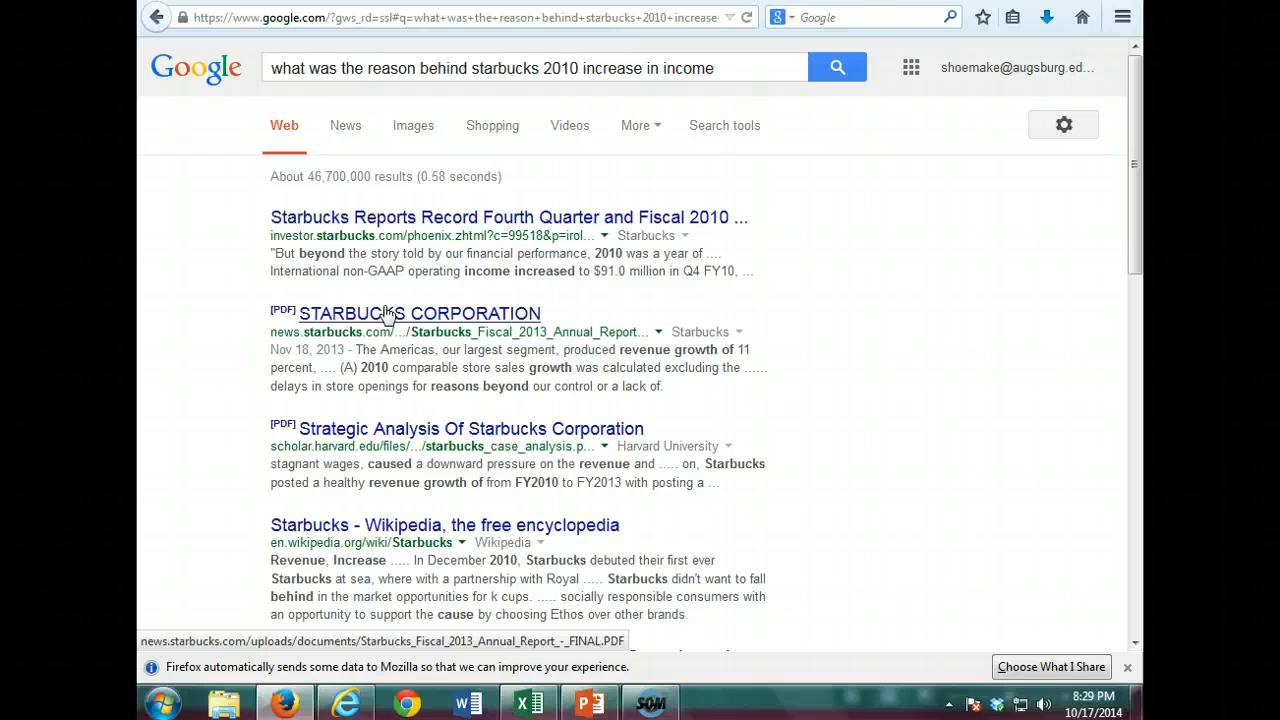 https://www.google.com/?gws_rd=ssl#q=what+was+the+reason+behind+starbucks+2010+increase-
Google
Google
what was the reason behind starbucks 2010 increase in income
shoemake@augsburg.ed...
Web News Images Shopping Videos More Search tools
About 46,700,000 results (0.58 seconds)
Starbucks Reports Record Fourth Quarter and Fiscal 2010 ...
investor.starbucks.com/phoenix.zhtml?c=99518&p=irol... Starbucks
"But beyond the story told by our financial performance, 2010 was a year of ....
International non-GAAP operating income increased to $91.0 million in Q4 FY10, ...
[PDF] STARBUCKS CORPORATION
news.starbucks.com/.../Starbucks_Fiscal_2013_Annual_Report... Starbucks
Nov 18, 2013 - The Americas, our largest segment, produced revenue growth of 11
percent, .... (A) 2010 comparable store sales growth was calculated excluding the ......
delays in store openings for reasons beyond our control or a lack of.
[PDF] Strategic Analysis Of Starbucks Corporation
scholar.harvard.edu/files/.../starbucks_case_analysis.p... Harvard University
stagnant wages, caused a downward pressure on the revenue and ..... on, Starbucks
posted a healthy revenue growth of from FY2010 to FY2013 with posting a ...
Starbucks - Wikipedia, the free encyclopedia
en.wikipedia.org/wiki/Starbucks Wikipedia
Revenue, Increase ..... In December 2010, Starbucks debuted their first ever
Starbucks at sea, where with a partnership with Royal ..... Starbucks didn't want to fall
behind in the market opportunities for k cups. ..... socially responsible consumers with
an opportunity to support the cause by choosing Ethos over other brands.
news.starbucks.com/uploads/documents/Starbucks_Fiscal_2013_Annual_Report_-_FINAL.PDF
Firefox automatically sends some data to Mozilla so that we can improve your experience.
Choose What I Share
SOM
8:29 PM
10/17/2014